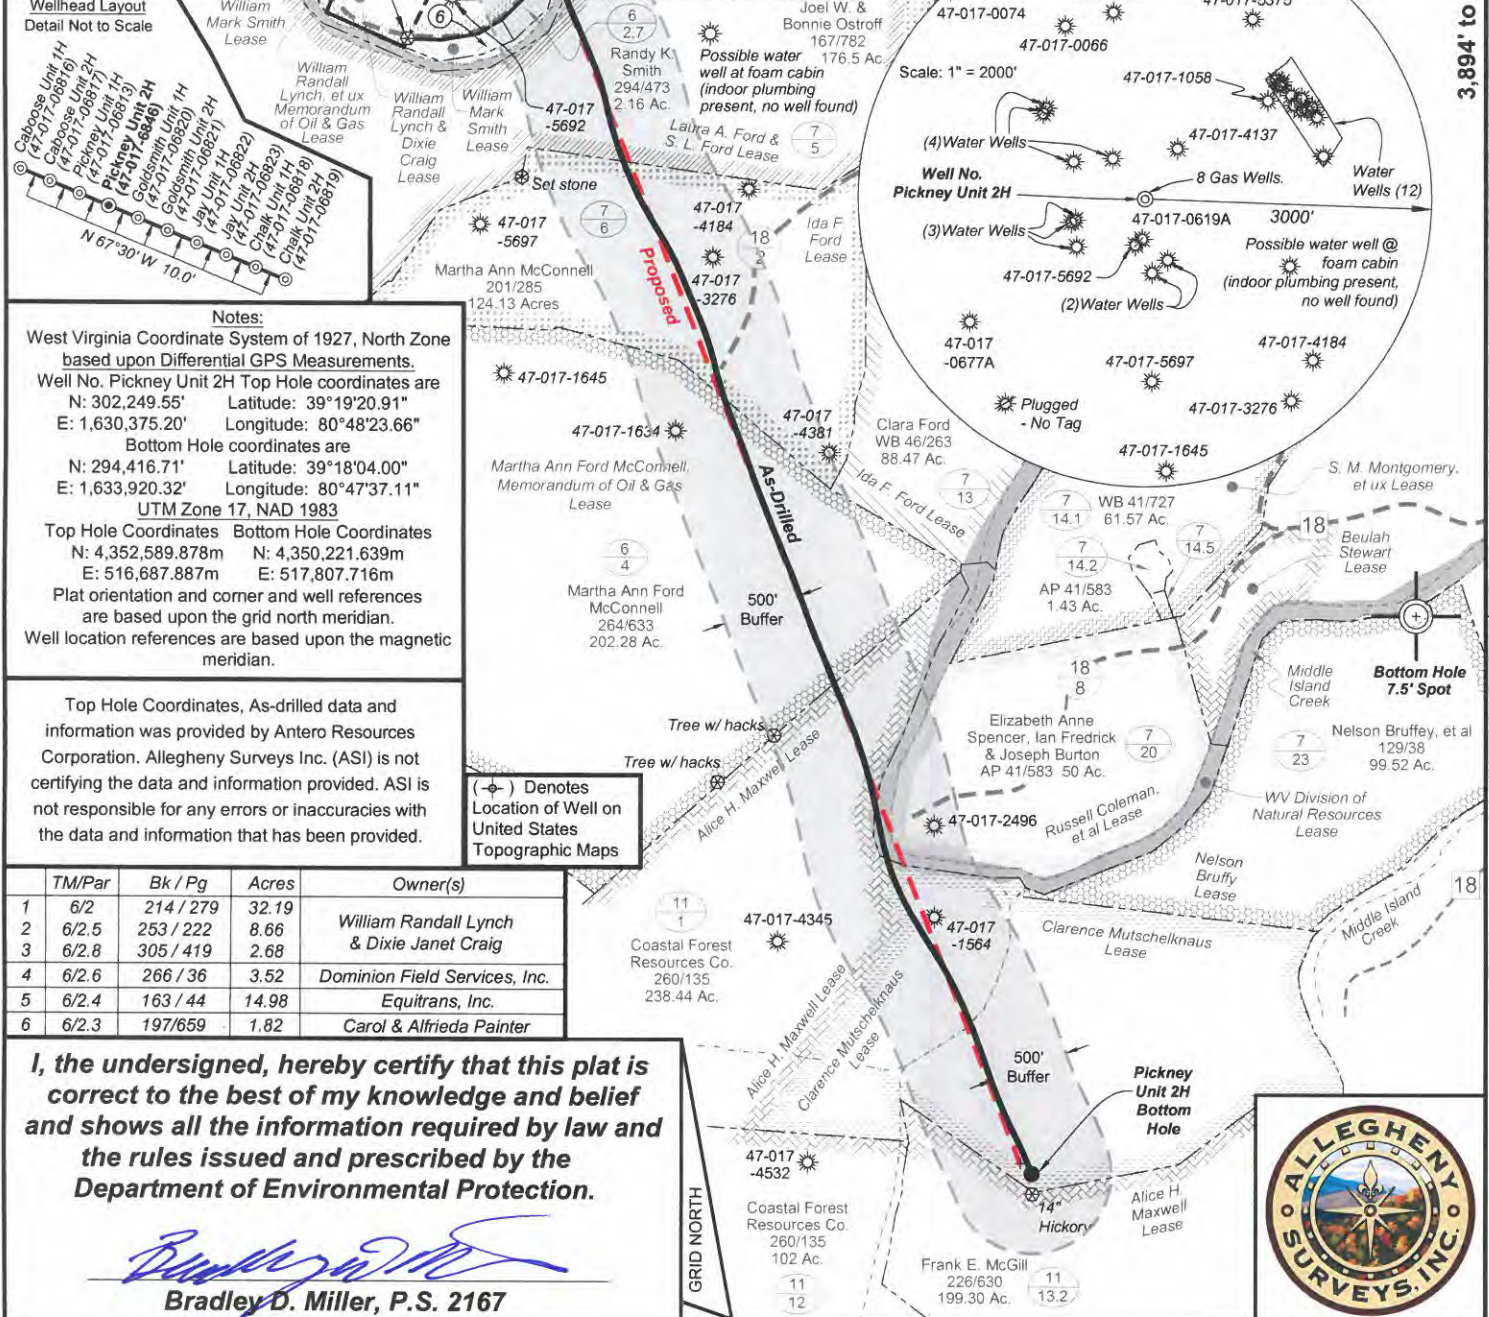 Wellhead Layout
Detail Not to Scale
Caboose Unit 1H
(47-017-06816)
Caboose Unit 2H
(47-017-06817)
Pickney Unit 1H
(47-017-06813)
Pickney Unit 2H
(47-017-6846)
Goldsmith Unit 1H
(47-017-06820)
Goldsmith Unit 2H
(47-017-06821)
Jay Unit 1H
(47-017-06822)
Jay Unit 2H
(47-017-06823)
Chalk Unit 1H
(47-017-06818)
Chalk Unit 2H
(47-017-06819)
N 67°30' W 10.0'
William
Mark Smith
Lease
6
William
Randall
Lynch, et ux
Memorandum
of Oil & Gas
Lease
William
Randall
Lynch &
Dixie
Craig
Lease
William
Mark
Smith
Lease
47-017
-5692
6
2.7
Randy K.
Smith
294/473
2.16 Ac.
Joel W. &
Bonnie Ostroff
167/782
176.5 Ac.
Possible water
well at foam cabin
(indoor plumbing
present, no well found)
Laura A. Ford &
S. L. Ford Lease
7
5
Set stone
47-017
-5697
7
6
47-017
-4184
18
2
Ida F.
Ford
Lease
Martha Ann McConnell
201/285
124.13 Acres
Proposed
47-017
-3276
47-017-0074
47-017-5375
47-017-0066
Scale: 1" = 2000'
47-017-1058
(4)Water Wells
47-017-4137
Well No.
Pickney Unit 2H
8 Gas Wells.
Water
Wells (12)
47-017-0619A
3000'
(3)Water Wells
Possible water well @
foam cabin
(indoor plumbing present,
no well found)
47-017-5692
(2)Water Wells
47-017
-0677A
47-017-5697
47-017-4184
Plugged
- No Tag
47-017-3276
47-017-1645
3,894' to
Notes:
West Virginia Coordinate System of 1927, North Zone
based upon Differential GPS Measurements.
Well No. Pickney Unit 2H Top Hole coordinates are
N: 302,249.55' Latitude: 39°19'20.91"
E: 1,630,375.20' Longitude: 80°48'23.66"
Bottom Hole coordinates are
N: 294,416.71' Latitude: 39°18'04.00"
E: 1,633,920.32' Longitude: 80°47'37.11"
UTM Zone 17, NAD 1983
Top Hole Coordinates Bottom Hole Coordinates
N: 4,352,589.878m N: 4,350,221.639m
E: 516,687.887m E: 517,807.716m
Plat orientation and corner and well references
are based upon the grid north meridian.
Well location references are based upon the magnetic
meridian.
47-017-1645
47-017-1634
Martha Ann Ford McConnell,
Memorandum of Oil & Gas
Lease
47-017
-4381
Clara Ford
WB 46/263
88.47 Ac.
Ida F. Ford Lease
7
13
As-Drilled
6
4
Martha Ann Ford
McConnell
264/633
202.28 Ac.
500'
Buffer
7
14.1
WB 41/727
61.57 Ac.
7
14.2
7
14.5
AP 41/583
1.43 Ac.
S. M. Montgomery,
et ux Lease
18
Beulah
Stewart
Lease
Middle
Island
Creek
Bottom Hole
7.5' Spot
18
8
Elizabeth Anne
Spencer, Ian Fredrick
& Joseph Burton
AP 41/583 50 Ac.
7
20
7
23
Nelson Bruffey, et al
129/38
99.52 Ac.
WV Division of
Natural Resources
Lease
Russell Coleman,
et al Lease
47-017-2496
Nelson
Bruffy
Lease
18
Middle Island
Creek
Top Hole Coordinates, As-drilled data and
information was provided by Antero Resources
Corporation. Allegheny Surveys Inc. (ASI) is not
certifying the data and information provided. ASI is
not responsible for any errors or inaccuracies with
the data and information that has been provided.
( ) Denotes
Location of Well on
United States
Topographic Maps
Tree w/ hacks
Tree w/ hacks
Alice H. Maxwell Lease
TM/Par Bk / Pg Acres Owner(s)
1 6/2 214 / 279 32.19
2 6/2.5 253 / 222 8.66
3 6/2.8 305 / 419 2.68
William Randall Lynch
& Dixie Janet Craig
4 6/2.6 266 / 36 3.52 Dominion Field Services, Inc.
5 6/2.4 163 / 44 14.98 Equitrans, Inc.
6 6/2.3 197/659 1.82 Carol & Alfrieda Painter
11
1
Coastal Forest
Resources Co.
260/135
238.44 Ac.
47-017-4345
47-017
-1564
Clarence Mutschelknaus
Lease
Alice H. Maxwell Lease
Clarence Mutschelknaus
Lease
500'
Buffer
Pickney
Unit 2H
Bottom
Hole
47-017
-4532
Coastal Forest
Resources Co.
260/135
102 Ac.
11
12
14"
Hickory
Alice H.
Maxwell
Lease
Frank E. McGill
226/630
199.30 Ac.
11
13.2
I, the undersigned, hereby certify that this plat is
correct to the best of my knowledge and belief
and shows all the information required by law and
the rules issued and prescribed by the
Department of Environmental Protection.
Bradley D. Miller, P.S. 2167
GRID NORTH
ALLEGHENY
SURVEYS, INC.